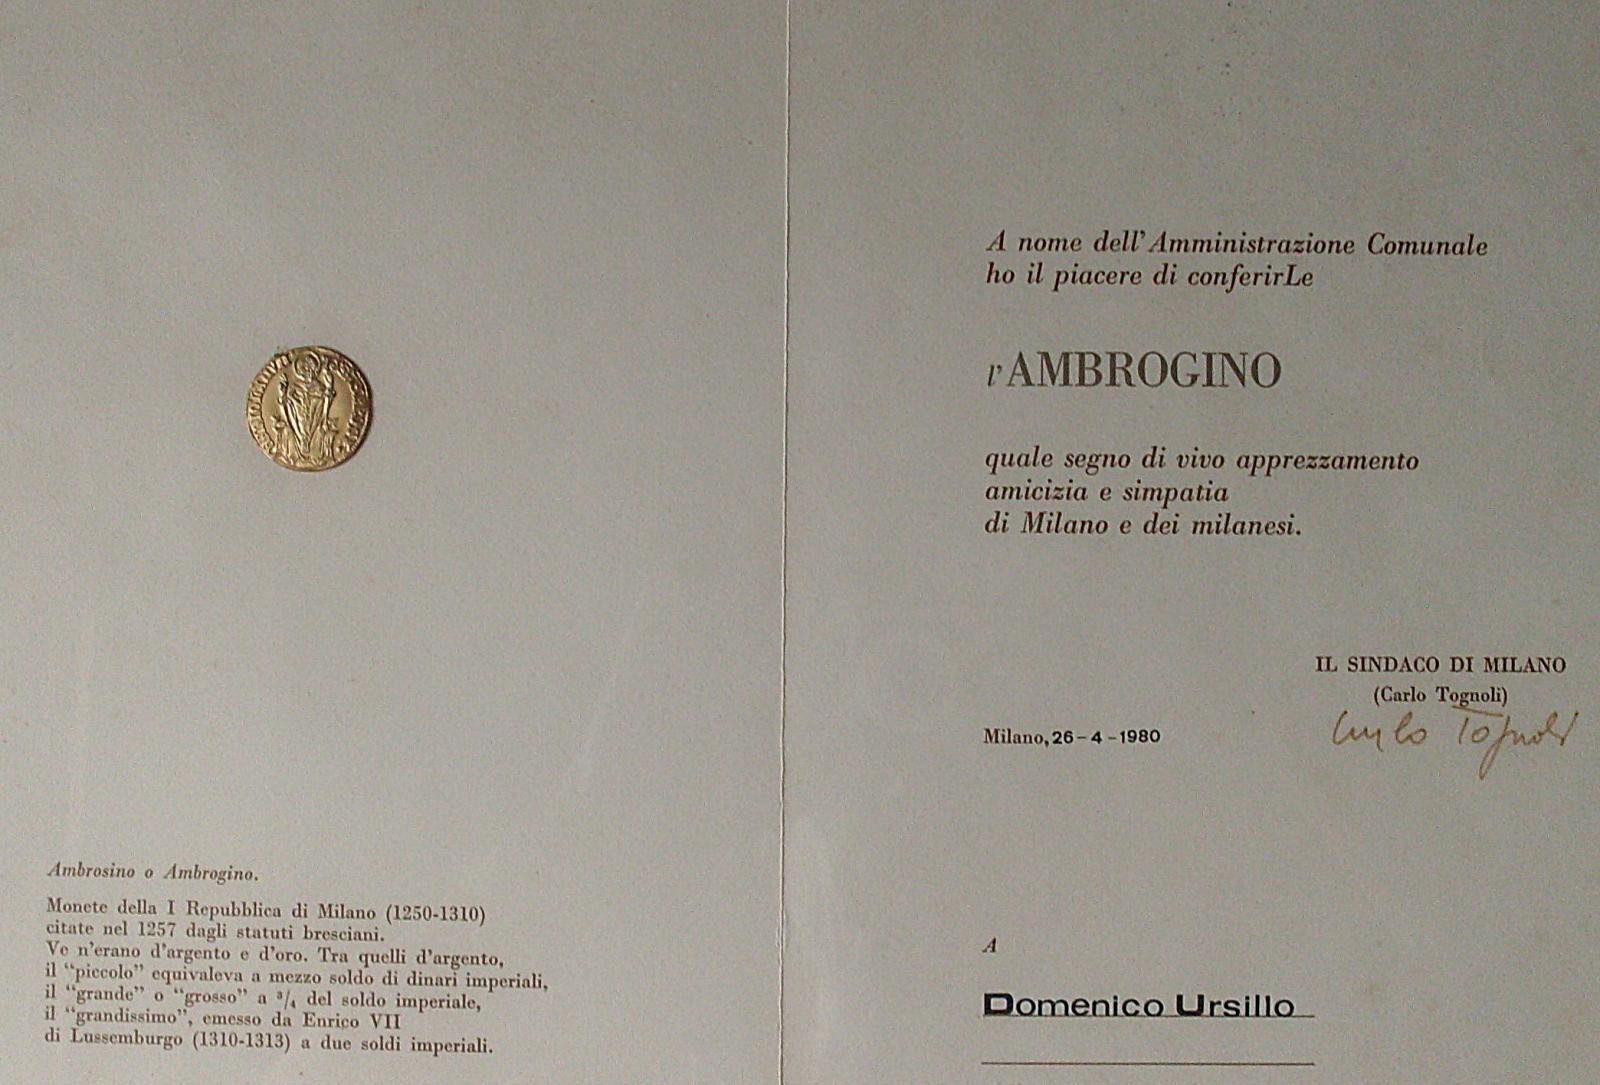 Ambrosino o Ambrogino.
Monete della I Repubblica di Milano (1250-1310)
citate nel 1257 dagli statuti bresciani.
Ve n'erano d'argento e d'oro. Tra quelli d'argento,
il “piccolo” equivaleva a mezzo soldo di dinari imperiali,
il “grande” o “grosso” a 3/4 del soldo imperiale,
il “grandissimo”, emesso da Enrico VII
di Lussemburgo (1310-1313) a due soldi imperiali.
A nome dell'Amministrazione Comunale
ho il piacere di conferirLe
l'AMBROGINO
quale segno di vivo apprezzamento
amicizia e simpatia
di Milano e dei milanesi.
IL SINDACO DI MILANO
(Carlo Tognoli)
Carlo Tognoli
Milano, 26-4-1980
A
Domenico Ursillo